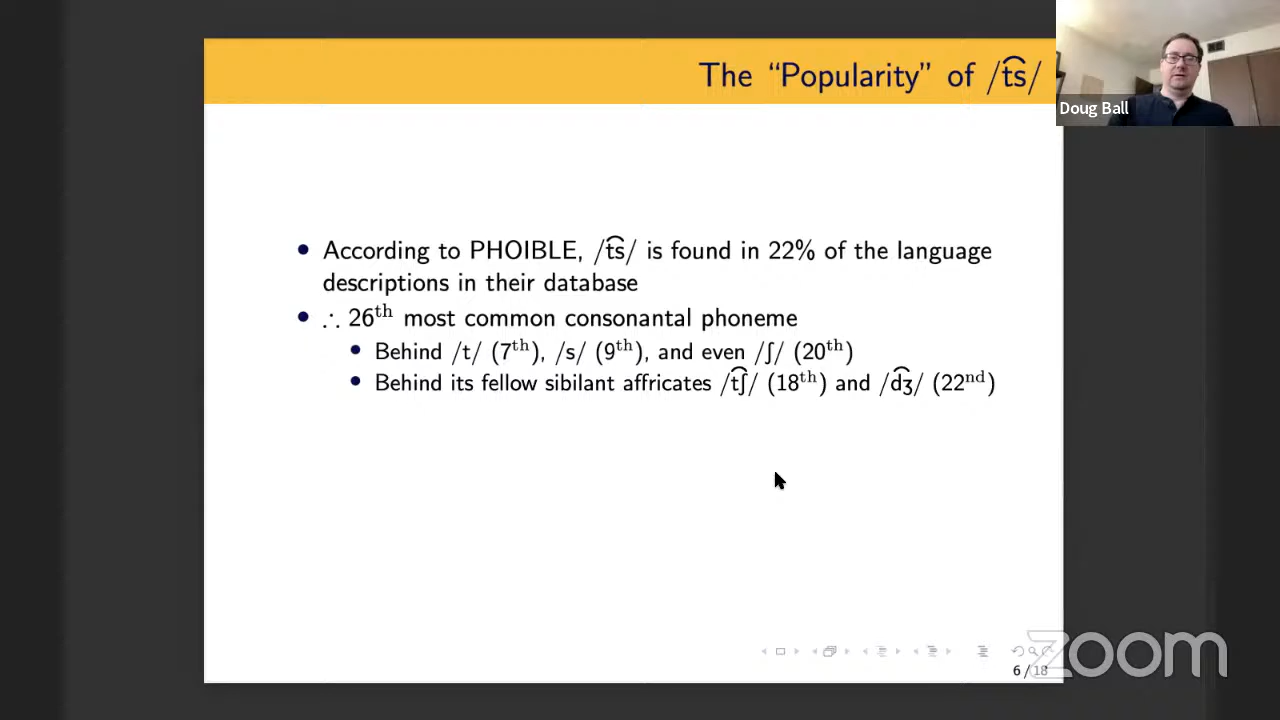 The “Popularity” of /t͡s/
Doug Ball
• According to PHOIBLE, /t͡s/ is found in 22% of the language
descriptions in their database
• ∴ 26th most common consonantal phoneme
• Behind /t/ (7th), /s/ (9th), and even /ʃ/ (20th)
• Behind its fellow sibilant affricates /t͡ʃ/ (18th) and /d͡ʒ/ (22nd)
6 / 18
zoom